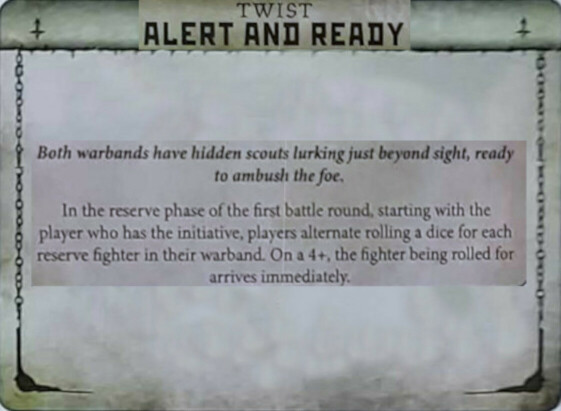 TWIST
ALERT AND READY
Both warbands have hidden scouts lurking just beyond sight, ready
to ambush the foe.
In the reserve phase of the first battle round, starting with the
player who has the initiative, players alternate rolling a dice for each
reserve fighter in their warband. On a 4+, the fighter being rolled for
arrives immediately.